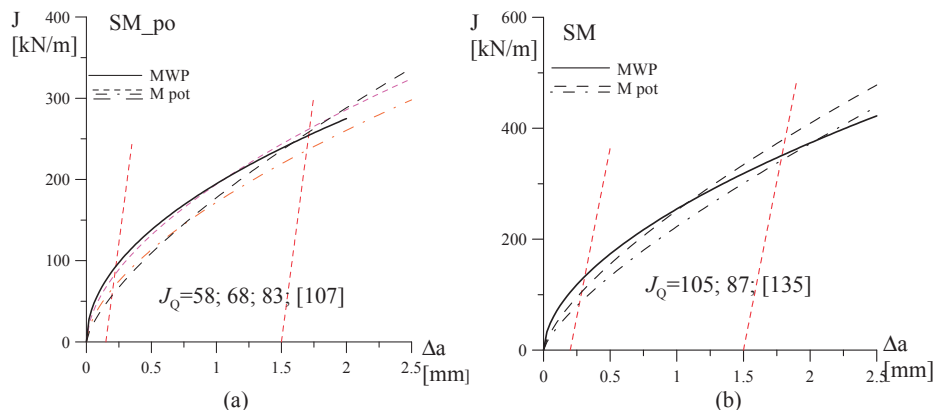 J
[kN/m]
SM_po
MWP
M pot
400
300
200
100
0
J_Q=58; 68; 83; [107]
0 0.5 1 1.5 2 2.5
Δa
[mm]
(a)
J
[kN/m]
SM
MWP
M pot
600
400
200
0
J_Q=105; 87; [135]
0 0.5 1 1.5 2 2.5
Δa
[mm]
(b)